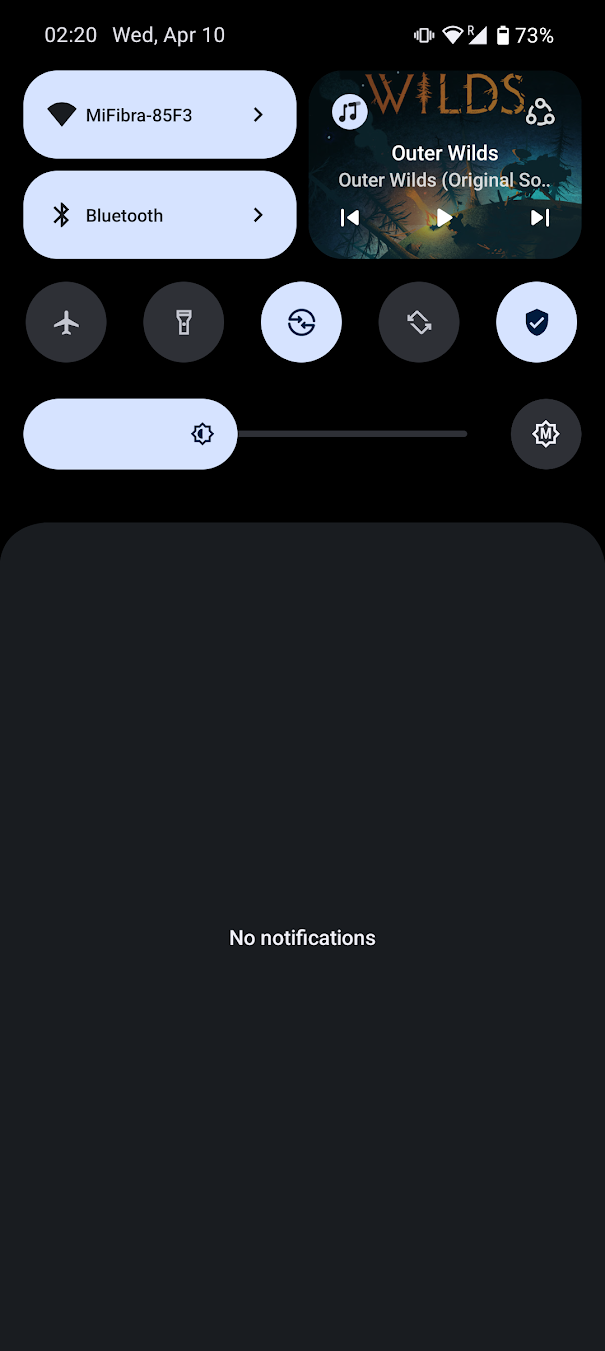 02:20 Wed, Apr 10
R
73%
MiFibra-85F3
WILDS
Outer Wilds
Outer Wilds (Original So..
Bluetooth
M
No notifications